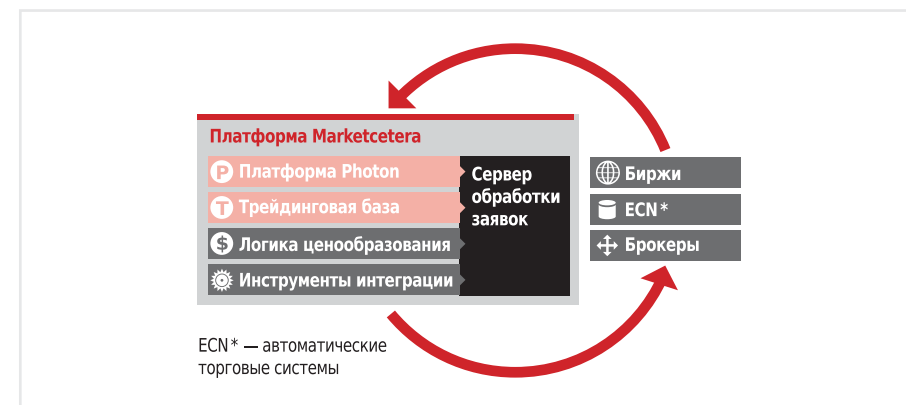 Платформа Marketcetera
P Платформа Photon
T Трейдинговая база
$ Логика ценообразования
Инструменты интеграции
Сервер
обработки
заявок
Биржи
ECN*
Брокеры
ECN* — автоматические
торговые системы